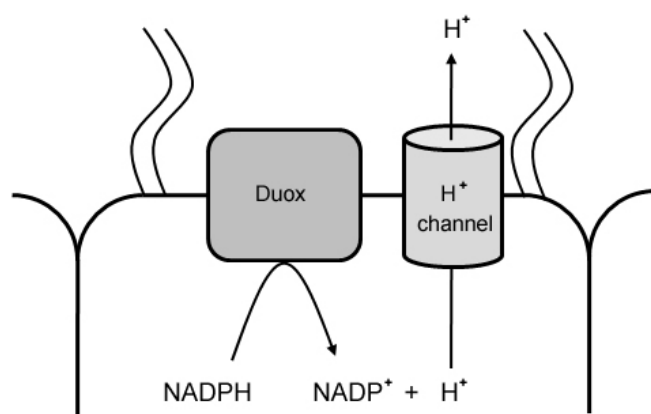 H⁺
Duox
H⁺
channel
NADPH NADP⁺ + H⁺